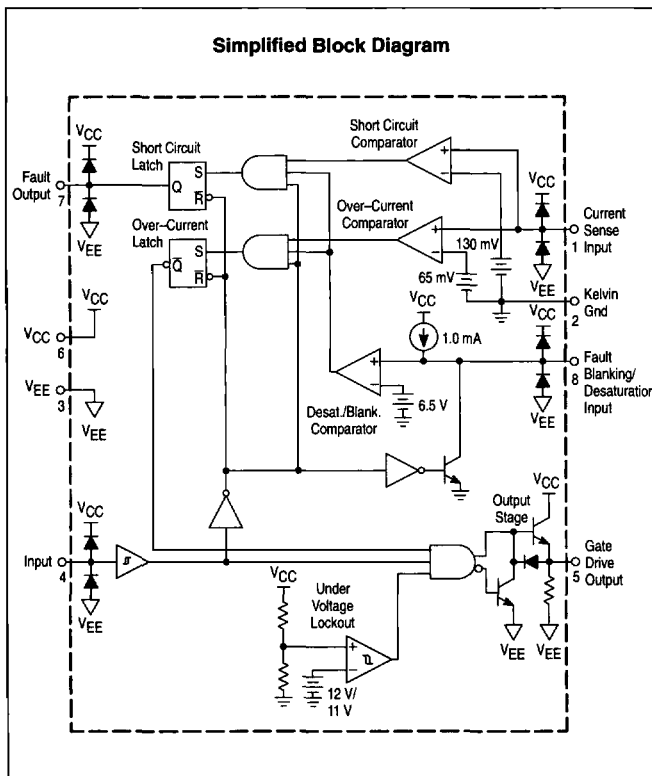 Simplified Block Diagram
VCC
Short Circuit
Latch
S
Q
R
Fault
Output
7
VEE
Short Circuit
Comparator
+
–
VCC
Current
Sense
Input
1
VEE
Over–Current
Latch
S
Q
R
Over–Current
Comparator
+
–
130 mV
65 mV
Kelvin
Gnd
2
VCC
VCC
6
VEE
3
VEE
VCC
1.0 mA
+
–
6.5 V
Desat./Blank.
Comparator
VCC
Fault
8
Blanking/
Desaturation
Input
VEE
VCC
Input
4
VEE
VCC
Under
Voltage
Lockout
+
–
12 V/
11 V
Output
Stage
VCC
Gate
Drive
5
Output
VEE
VEE